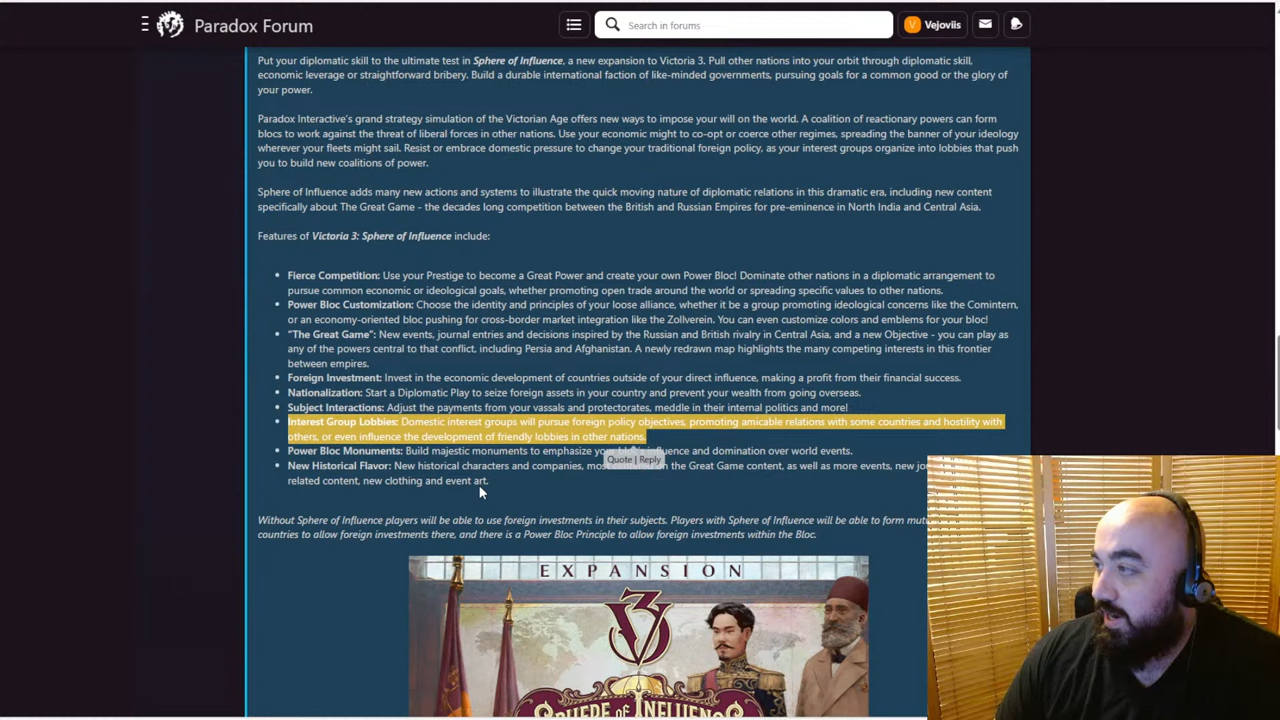 Paradox Forum
Search in forums
V
Vejoviis
Put your diplomatic skill to the ultimate test in Sphere of Influence, a new expansion to Victoria 3. Pull other nations into your orbit through diplomatic skill,
economic leverage or straightforward bribery. Build a durable international faction of like-minded governments, pursuing goals for a common good or the glory of
your power.
Paradox Interactive's grand strategy simulation of the Victorian Age offers new ways to impose your will on the world. A coalition of reactionary powers can form
blocs to work against the threat of liberal forces in other nations. Use your economic might to co-opt or coerce other regimes, spreading the banner of your ideology
wherever your fleets might sail. Resist or embrace domestic pressure to change your traditional foreign policy, as your interest groups organize into lobbies that push
you to build new coalitions of power.
Sphere of Influence adds many new actions and systems to illustrate the quick moving nature of diplomatic relations in this dramatic era, including new content
specifically about The Great Game - the decades long competition between the British and Russian Empires for pre-eminence in North India and Central Asia.
Features of Victoria 3: Sphere of Influence include:
• Fierce Competition: Use your Prestige to become a Great Power and create your own Power Bloc! Dominate other nations in a diplomatic arrangement to
pursue common economic or ideological goals, whether promoting open trade around the world or spreading specific values to other nations.
• Power Bloc Customization: Choose the identity and principles of your loose alliance, whether it be a group promoting ideological concerns like the Comintern,
or an economy-oriented bloc pushing for cross-border market integration like the Zollverein. You can even customize colors and emblems for your bloc!
• "The Great Game": New events, journal entries and decisions inspired by the Russian and British rivalry in Central Asia, and a new Objective - you can play as
any of the powers central to that conflict, including Persia and Afghanistan. A newly redrawn map highlights the many competing interests in this frontier
between empires.
• Foreign Investment: Invest in the economic development of countries outside of your direct influence, making a profit from their financial success.
• Nationalization: Start a Diplomatic Play to seize foreign assets in your country and prevent your wealth from going overseas.
• Subject Interactions: Adjust the payments from your vassals and protectorates, meddle in their internal politics and more!
• Interest Group Lobbies: Domestic interest groups will pursue foreign policy objectives, promoting amicable relations with some countries and hostility with
others, or even influence the development of friendly lobbies in other nations.
• Power Bloc Monuments: Build majestic monuments to emphasize your influence and domination over world events.
Quote | Reply
• New Historical Flavor: New historical characters and companies, the Great Game content, as well as more events, new
related content, new clothing and event art.
Without Sphere of Influence players will be able to use foreign investments in their subjects. Players with Sphere of Influence will be able to form
countries to allow foreign investments there, and there is a Power Bloc Principle to allow foreign investments within the Bloc.
EXPANSION
V3
SPHERE OF INFLUENCE